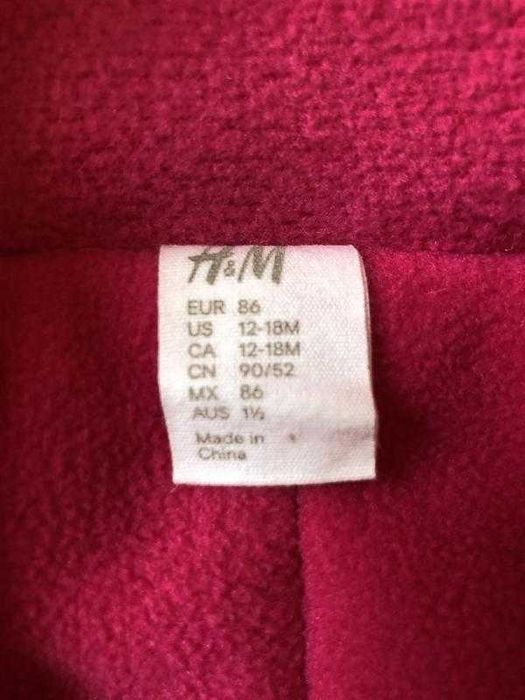 H&M
EUR 86
US 12-18M
CA 12-18M
CN 90/52
MX 86
AUS 1½
Made in
China